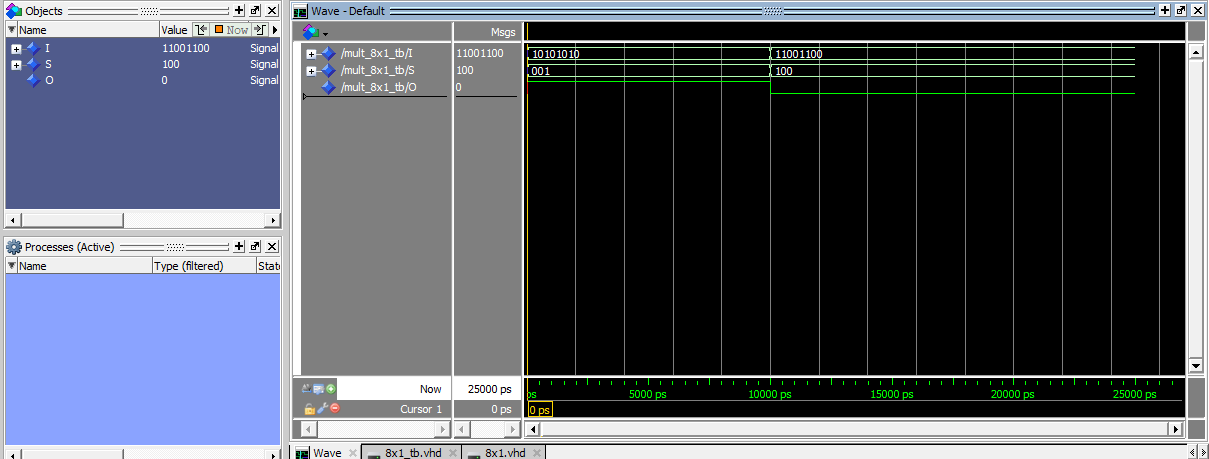 Objects
Name Value Now
I 11001100 Signal
S 100 Signal
O 0 Signal
Processes (Active)
Name Type (filtered) State
Wave - Default
Msgs
/mult_8x1_tb/I 11001100 10101010 11001100
/mult_8x1_tb/S 100 001 100
/mult_8x1_tb/O 0
Now 25000 ps ps 5000 ps 10000 ps 15000 ps 20000 ps 25000 ps
Cursor 1 0 ps 0 ps
Wave 8x1_tb.vhd 8x1.vhd